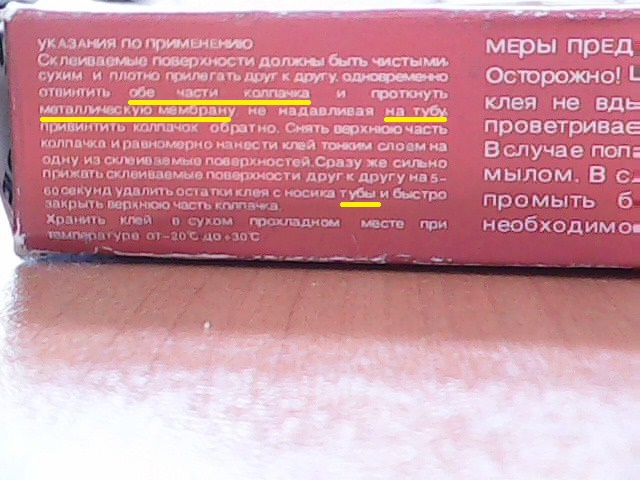 УКАЗАНИЯ ПО ПРИМЕНЕНИЮ
Склеиваемые поверхности должны быть чистыми,
сухим и плотно прилегать друг к другу. одновременно
отвинтить обе части колпачка и проткнуть
металлическую мембрану не надавливая на тубу.
привинтить колпачок обратно. Снять верхнюю часть
колпачка и равномерно нанести клей тонким слоем на
одну из склеиваемых поверхностей. Сразу же сильно
прижать склеиваемые поверхности друг к другу на 5-
60 секунд удалить остатки клея с носика тубы и быстро
закрыть верхнюю часть колпачка.
Хранить клей в сухом прохладном месте при
температуре от-20°С до+30°С
МЕРЫ ПРЕД
Осторожно!
клея не вды
проветривае
В случае попа
мылом. В с
промыть б
необходимо